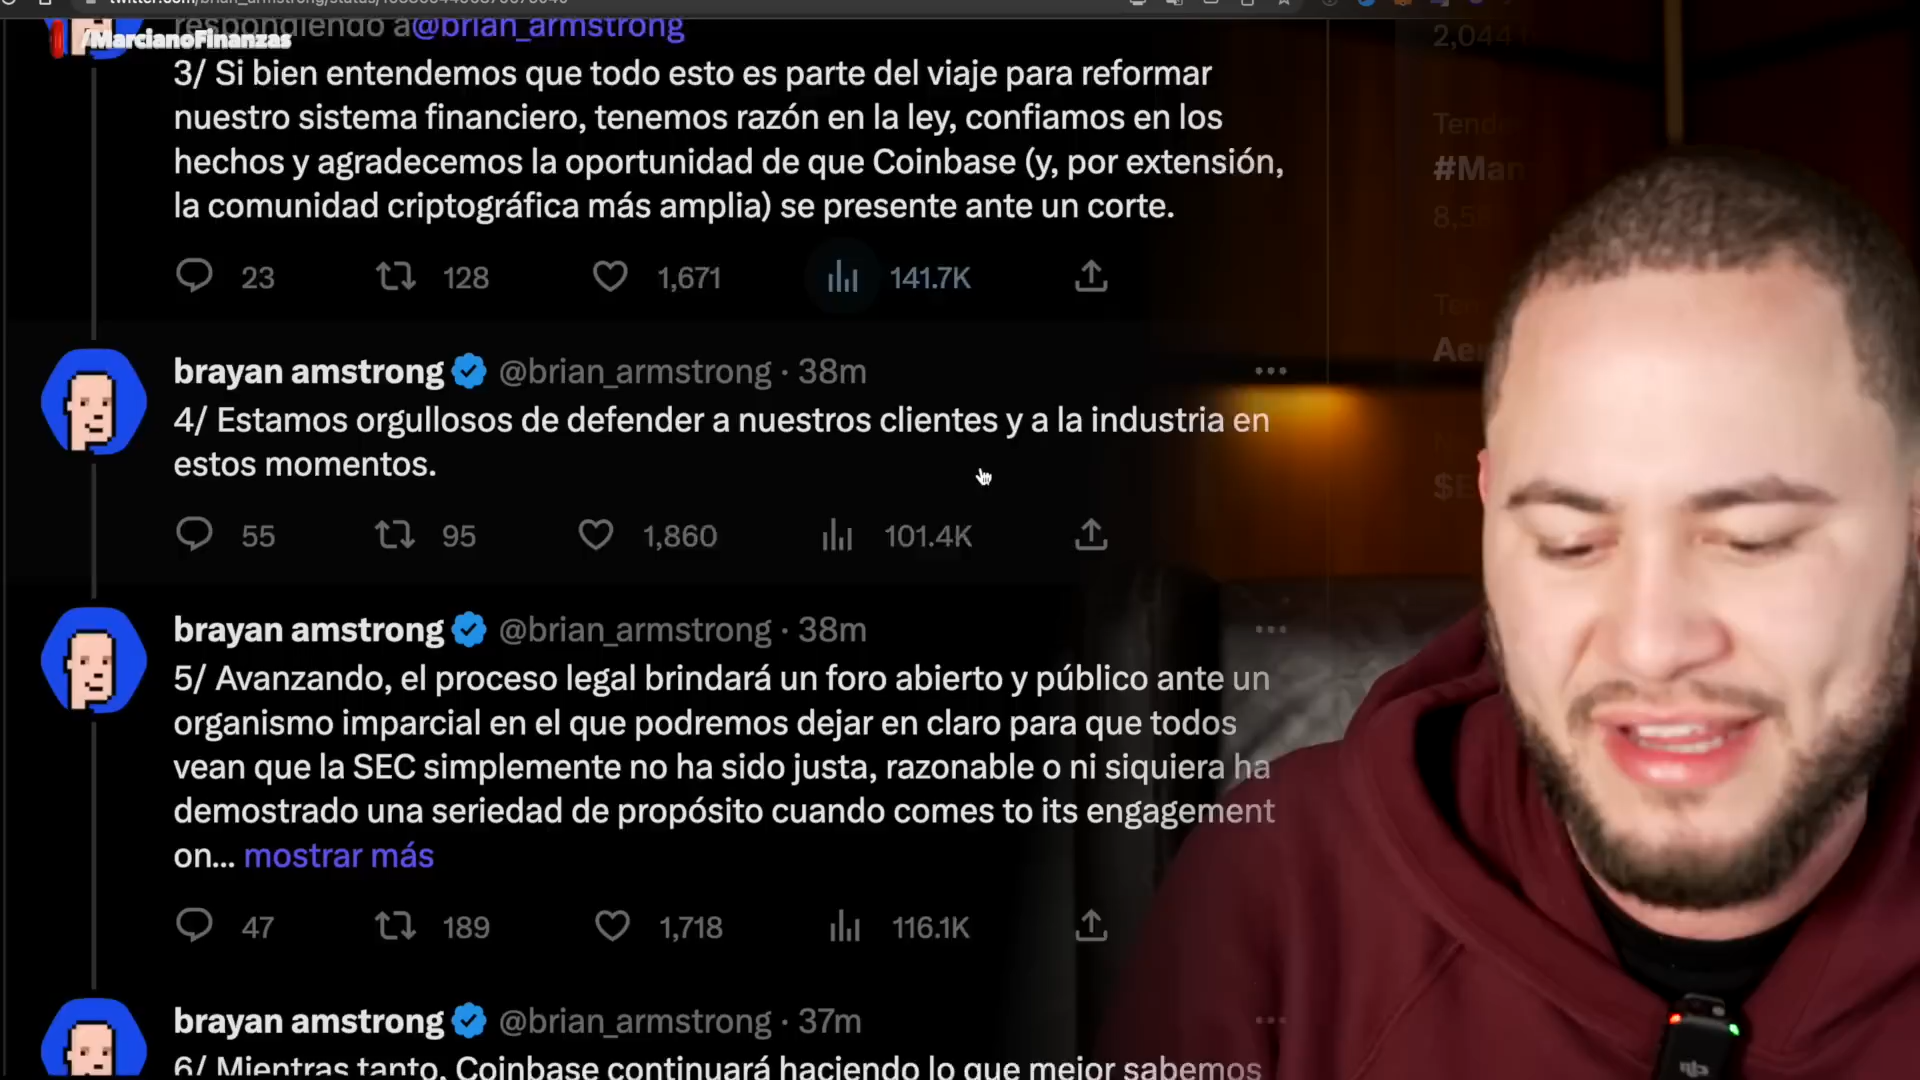 respondiendo a@brian_armstrong
/MarcianoFinanzas
2,044
3/ Si bien entendemos que todo esto es parte del viaje para reformar
nuestro sistema financiero, tenemos razón en la ley, confiamos en los
hechos y agradecemos la oportunidad de que Coinbase (y, por extensión,
la comunidad criptográfica más amplia) se presente ante un corte.
23 128 1,671 141.7K
brayan amstrong @brian_armstrong · 38m
4/ Estamos orgullosos de defender a nuestros clientes y a la industria en
estos momentos.
55 95 1,860 101.4K
brayan amstrong @brian_armstrong · 38m
5/ Avanzando, el proceso legal brindará un foro abierto y público ante un
organismo imparcial en el que podremos dejar en claro para que todos
vean que la SEC simplemente no ha sido justa, razonable o ni siquiera ha
demostrado una seriedad de propósito cuando comes to its engagement
on... mostrar más
47 189 1,718 116.1K
brayan amstrong @brian_armstrong · 37m
6/ Mientras tanto, Coinbase continuará haciendo lo que mejor sabemos